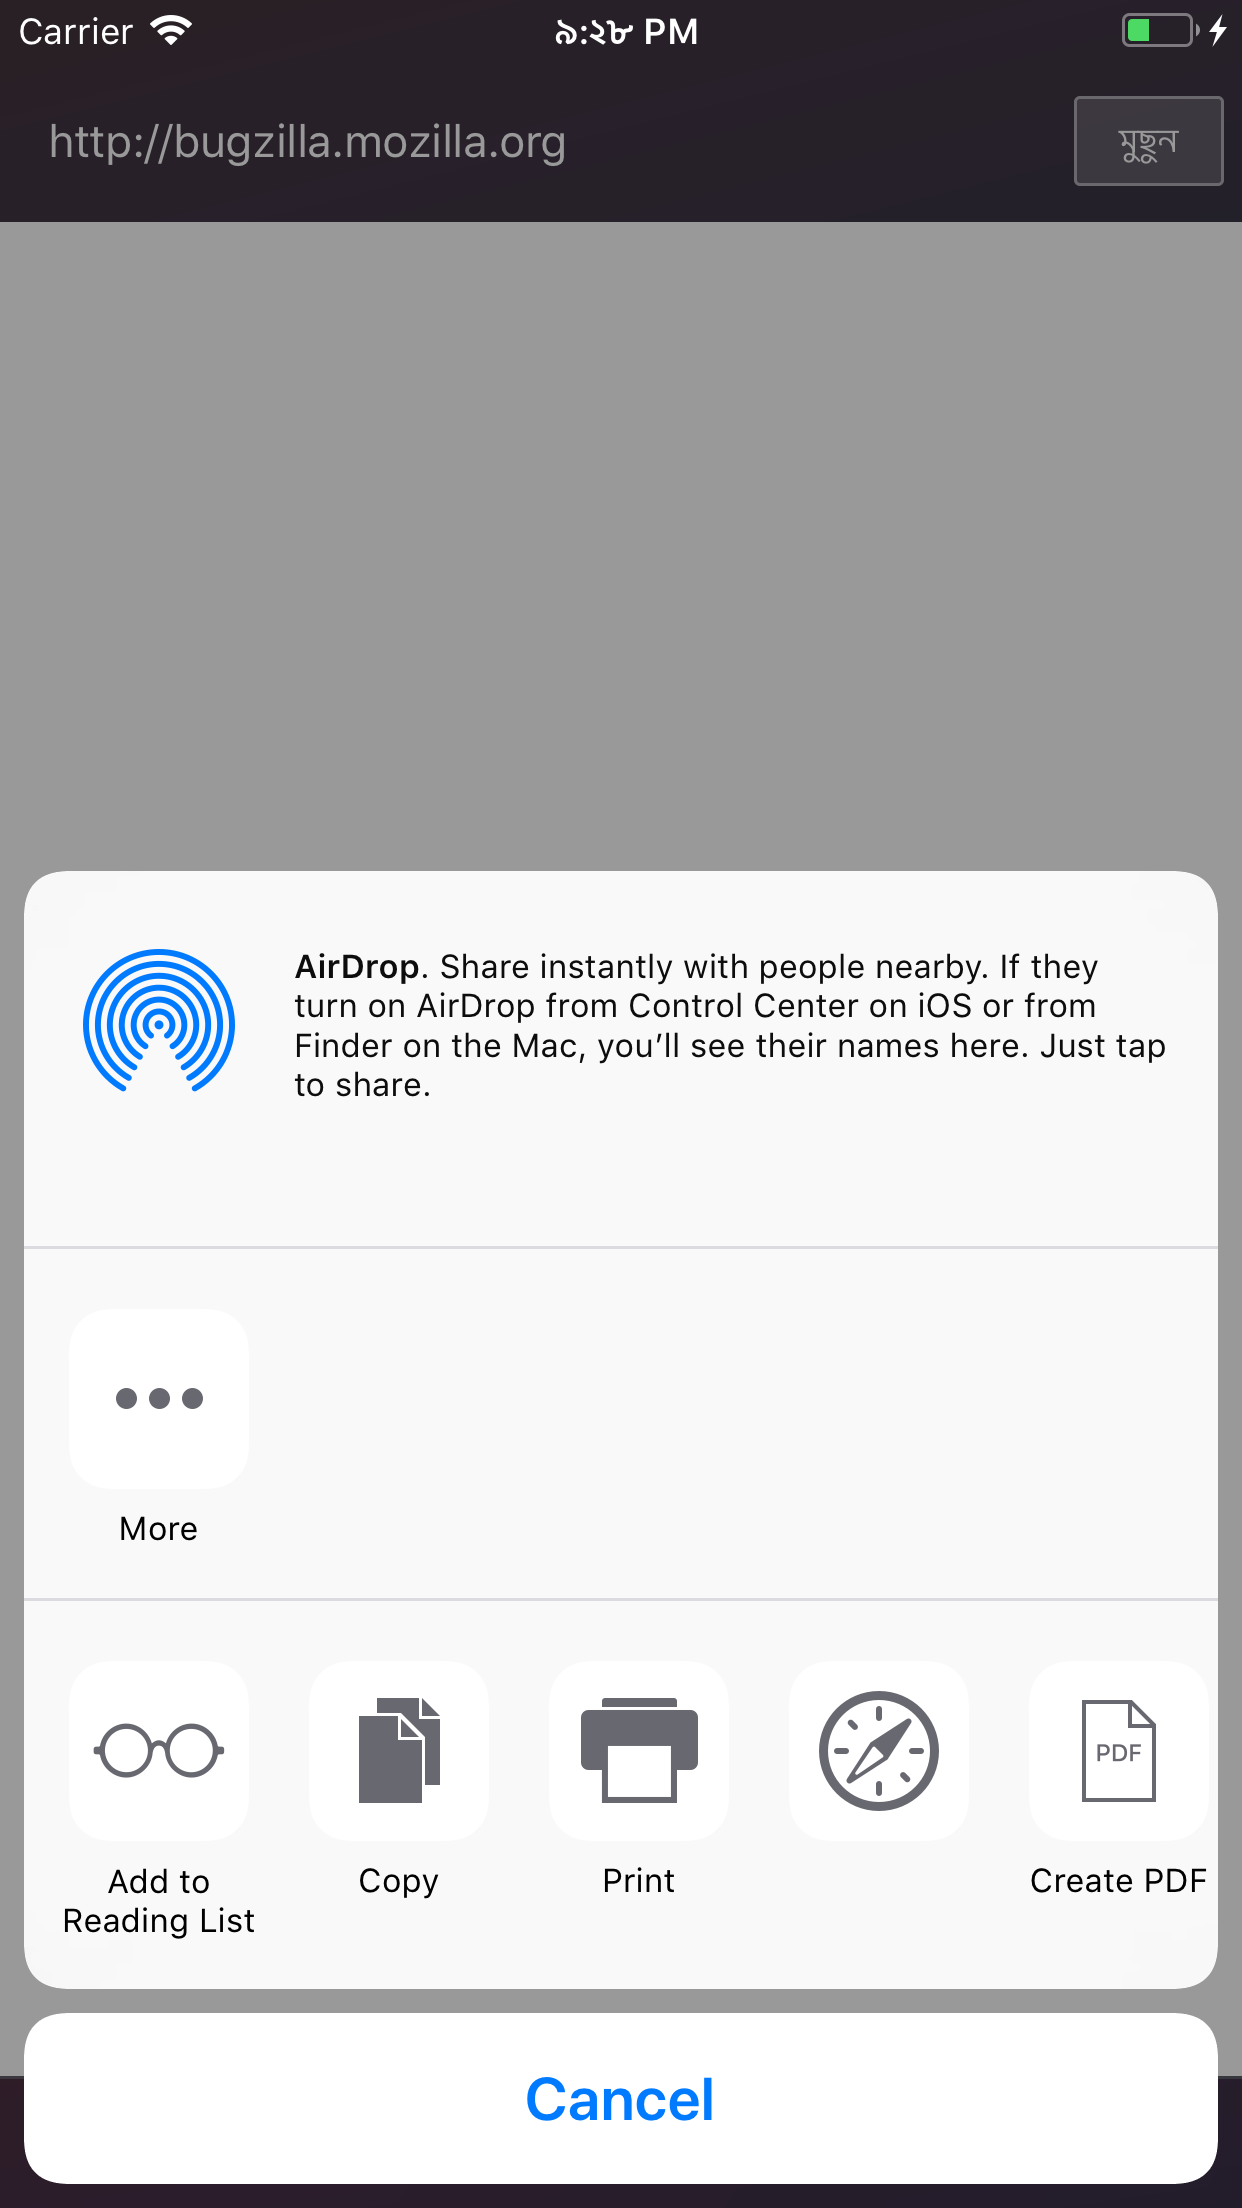 Carrier ৯:২৮ PM
http://bugzilla.mozilla.org মুছুন
AirDrop. Share instantly with people nearby. If they
turn on AirDrop from Control Center on iOS or from
Finder on the Mac, you’ll see their names here. Just tap
to share.
More
PDF
Add to
Reading List
Copy
Print
Create PDF
Cancel